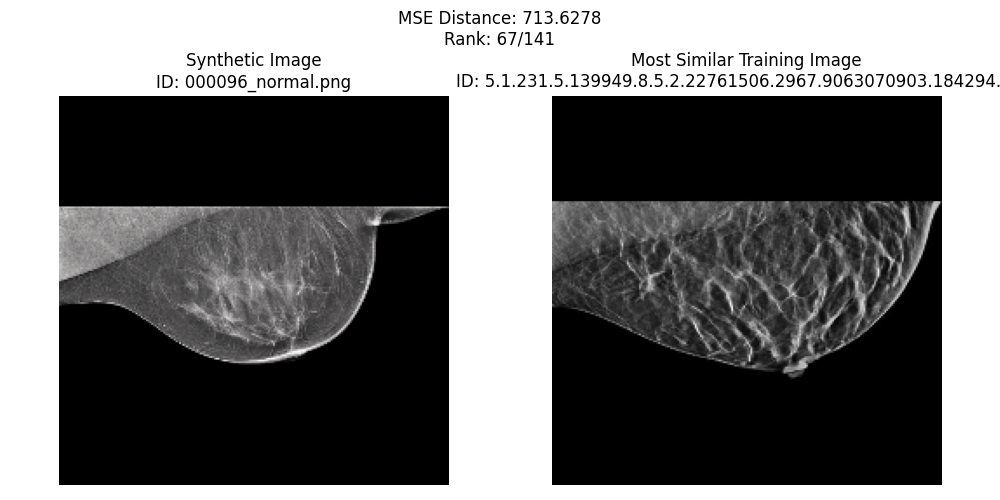 MSE Distance: 713.6278
Rank: 67/141
Synthetic Image
ID: 000096_normal.png
Most Similar Training Image
ID: 5.1.231.5.139949.8.5.2.22761506.2967.9063070903.184294.